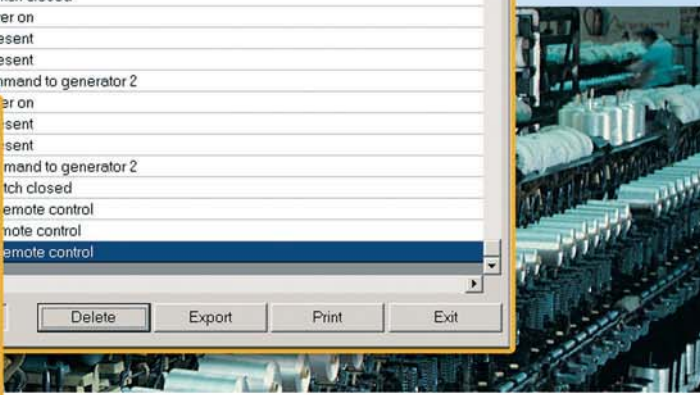 er on
esent
esent
mmand to generator 2
er on
esent
esent
mand to generator 2
tch closed
emote control
mote control
emote control
Delete Export Print Exit